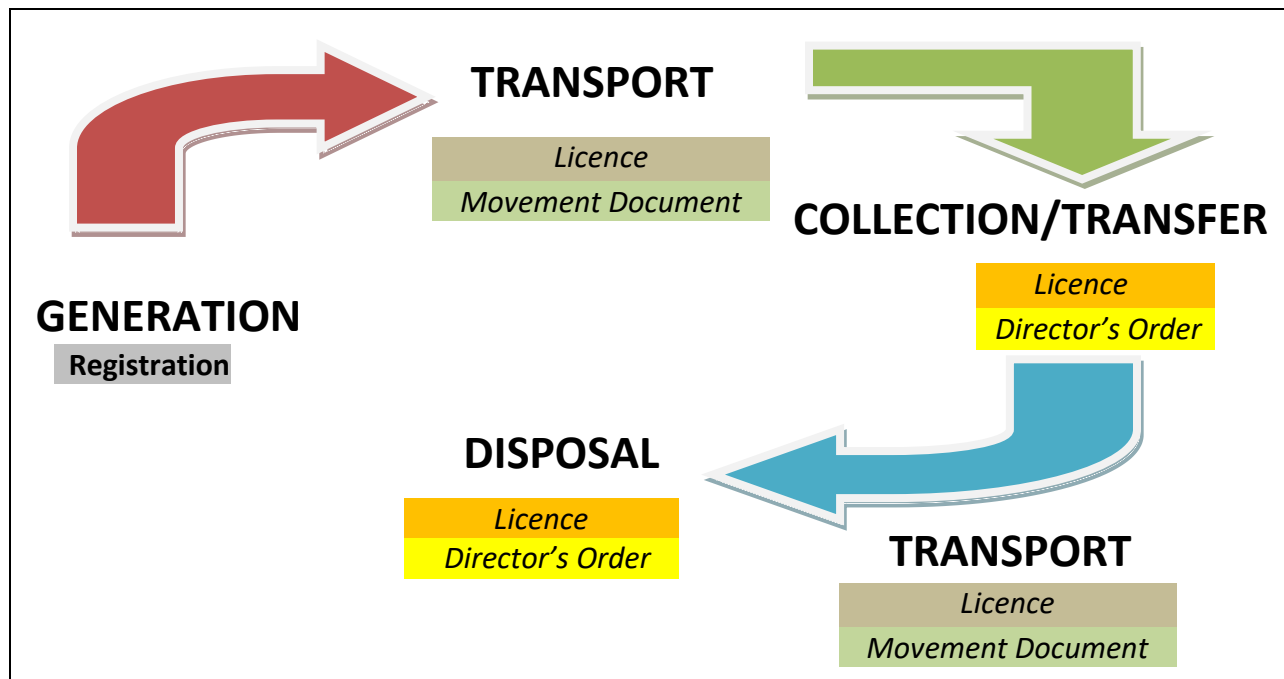 TRANSPORT
Licence
Movement Document
COLLECTION/TRANSFER
Licence
Director’s Order
GENERATION
Registration
DISPOSAL
Licence
Director’s Order
TRANSPORT
Licence
Movement Document